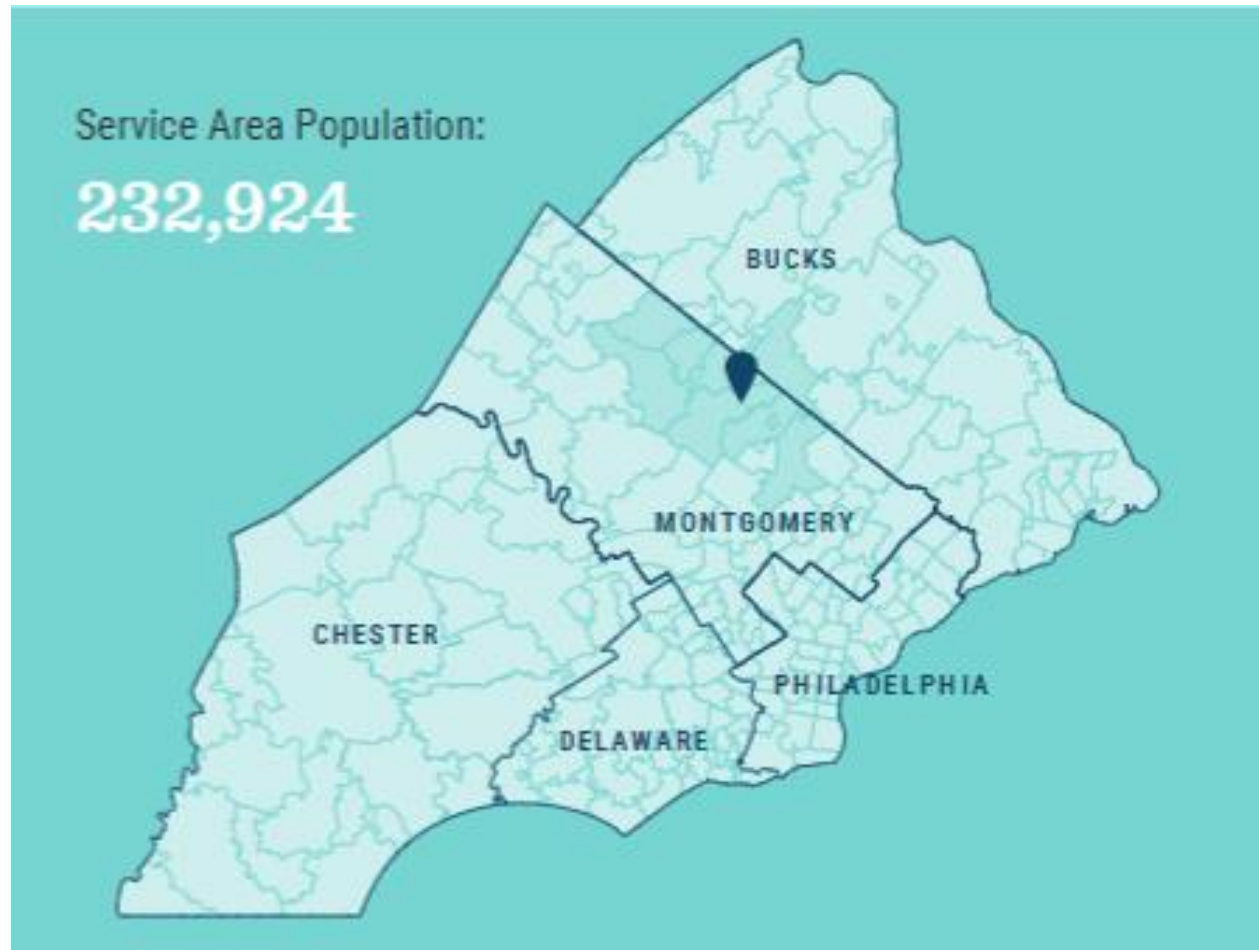 Service Area Population:
232,924
BUCKS
MONTGOMERY
CHESTER
PHILADELPHIA
DELAWARE